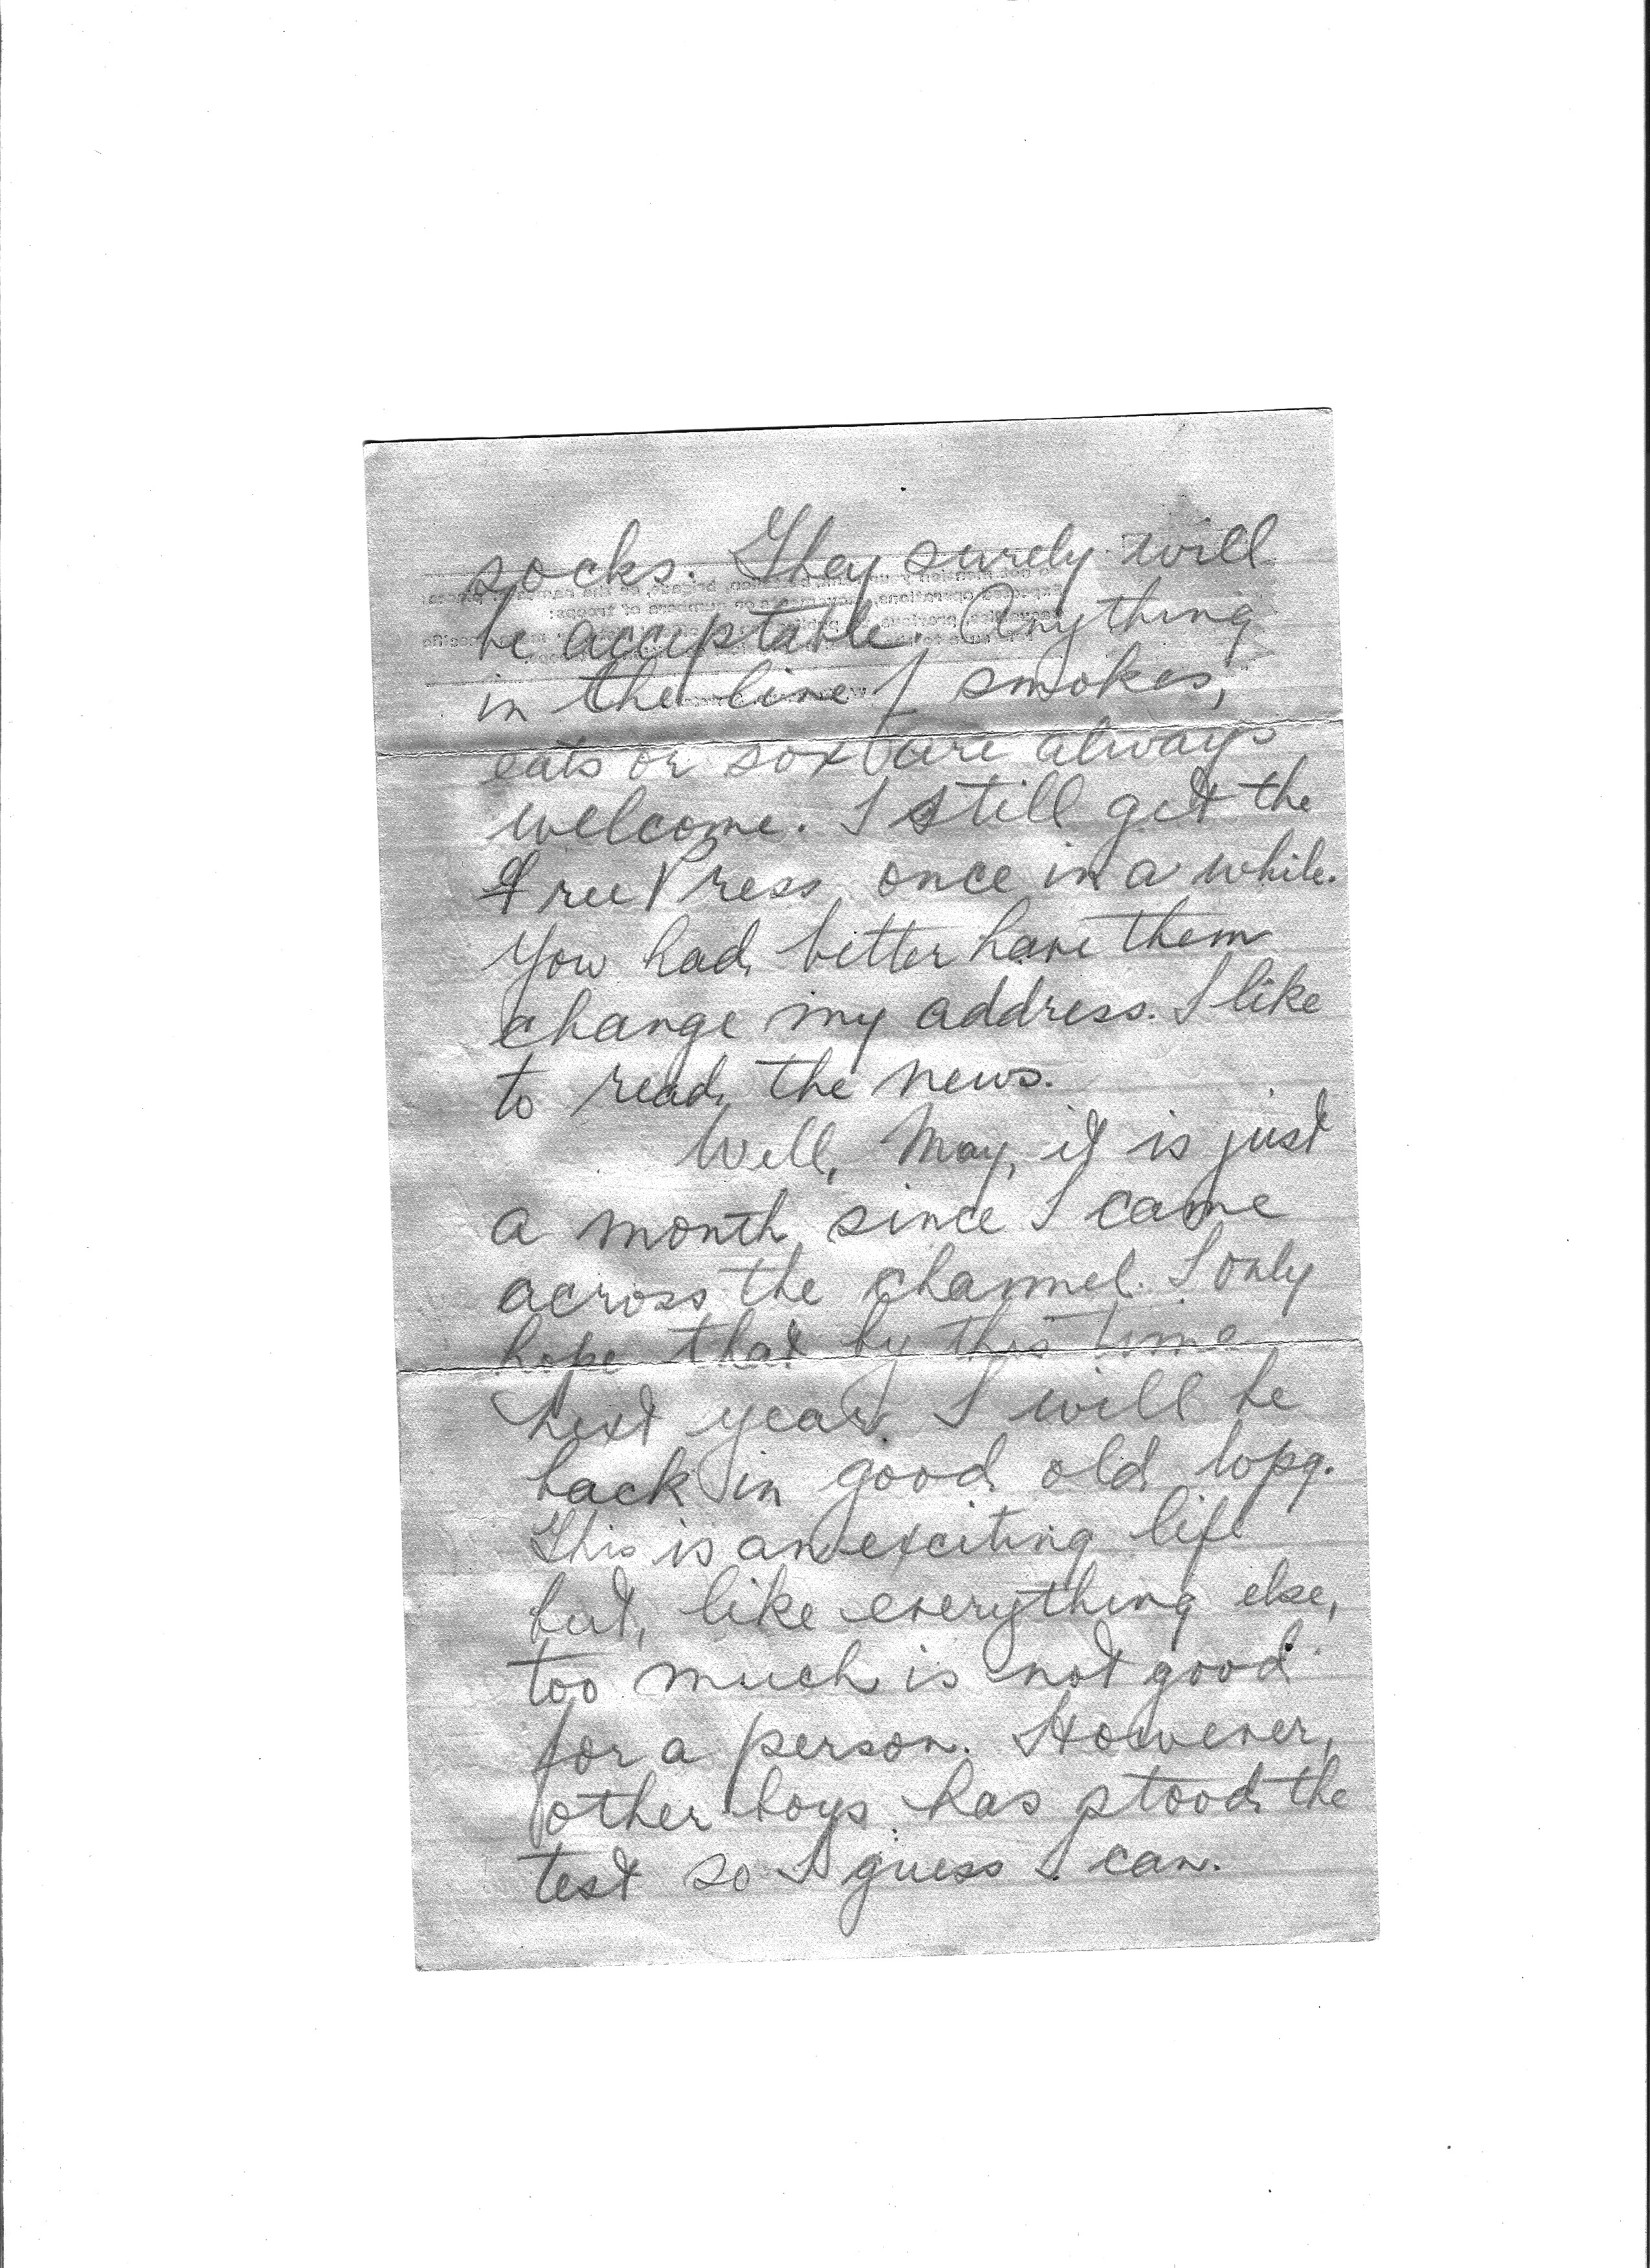 socks. They surely will
be acceptable. Anything
in the line of smokes,
eats or sox are always
welcome. I still get the
Free Press once in a while.
You had better have them
change my address. I like
to read the news.
Well, May, it is just
a month since I came
across the channel. I only
hope that by this time
next year I will be
back in good old Wpg.
This is an exciting life
but, like everything else,
too much is not good
for a person. However,
other boys has stood the
test so I guess I can.